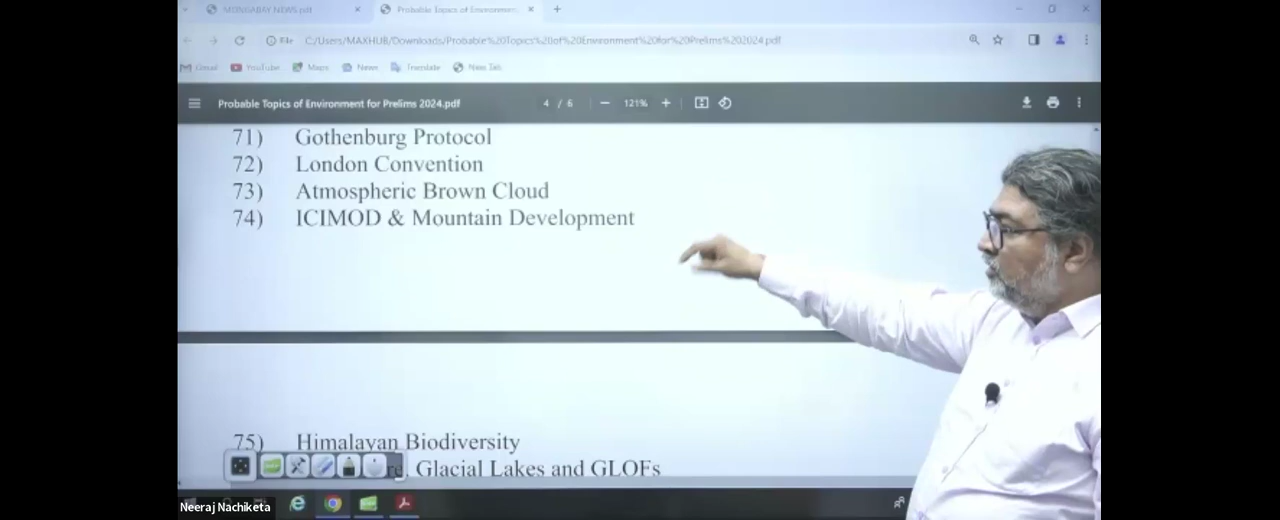 MONGABAY NEWS.pdf
Probable Topics of Environmen
File C:/Users/MAXHUB/Downloads/Probable%20Topics%20of%20Environment%20for%20Prelims%202024.pdf
Gmail YouTube Maps News Translate New Tab
Probable Topics of Environment for Prelims 2024.pdf 4 / 6 121%
71) Gothenburg Protocol
72) London Convention
73) Atmospheric Brown Cloud
74) ICIMOD & Mountain Development
75) Himalayan Biodiversity
Glacial Lakes and GLOFs
Neeraj Nachiketa